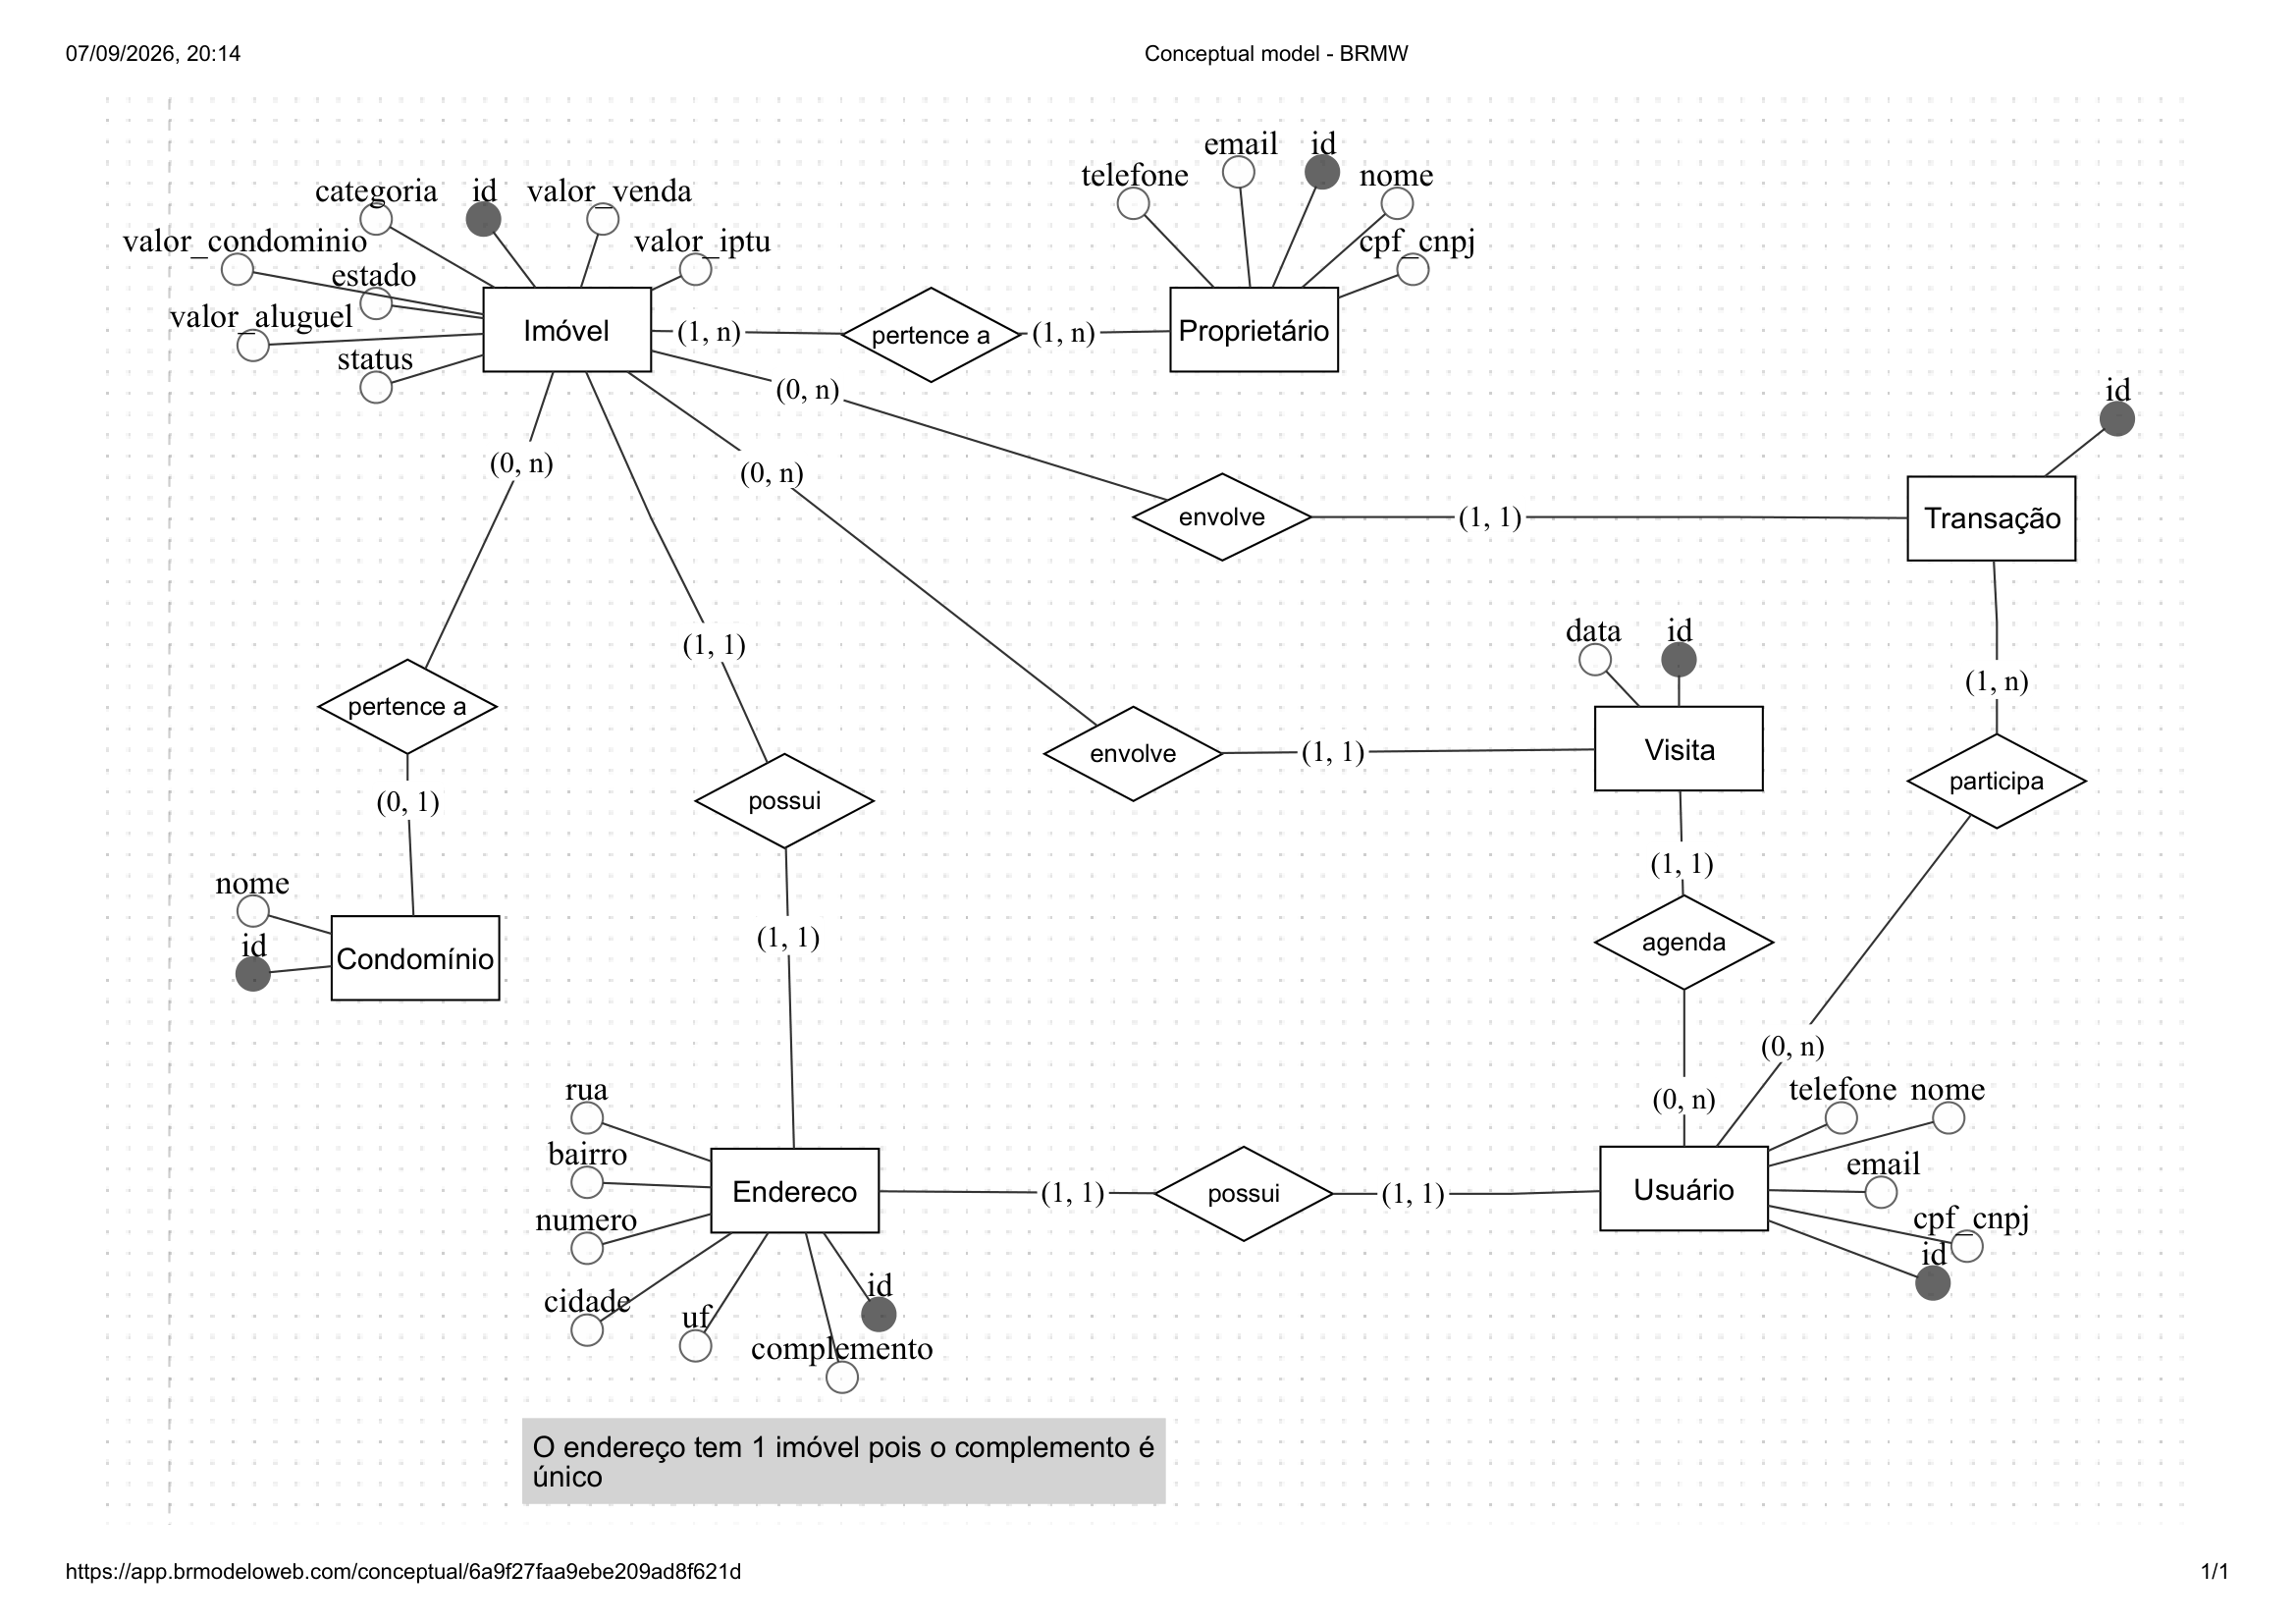 07/09/2026, 20:14
Conceptual model - BRMW
email
id
telefone
nome
categoria
id
valor_venda
valor_condominio
valor_iptu
cpf_cnpj
estado
valor_aluguel
Imóvel
(1, n)
pertence a
(1, n)
Proprietário
status
(0, n)
id
(0, n)
(0, n)
envolve
(1, 1)
Transação
data
id
(1, 1)
(1, n)
pertence a
envolve
(1, 1)
Visita
participa
(0, 1)
possui
(1, 1)
nome
id
Condomínio
(1, 1)
agenda
(0, n)
rua
(0, n)
telefone
nome
bairro
email
Endereco
(1, 1)
possui
(1, 1)
Usuário
numero
cpf_cnpj
id
cidade
uf
id
complemento
O endereço tem 1 imóvel pois o complemento é
único
https://app.brmodeloweb.com/conceptual/6a9f27faa9ebe209ad8f621d
1/1